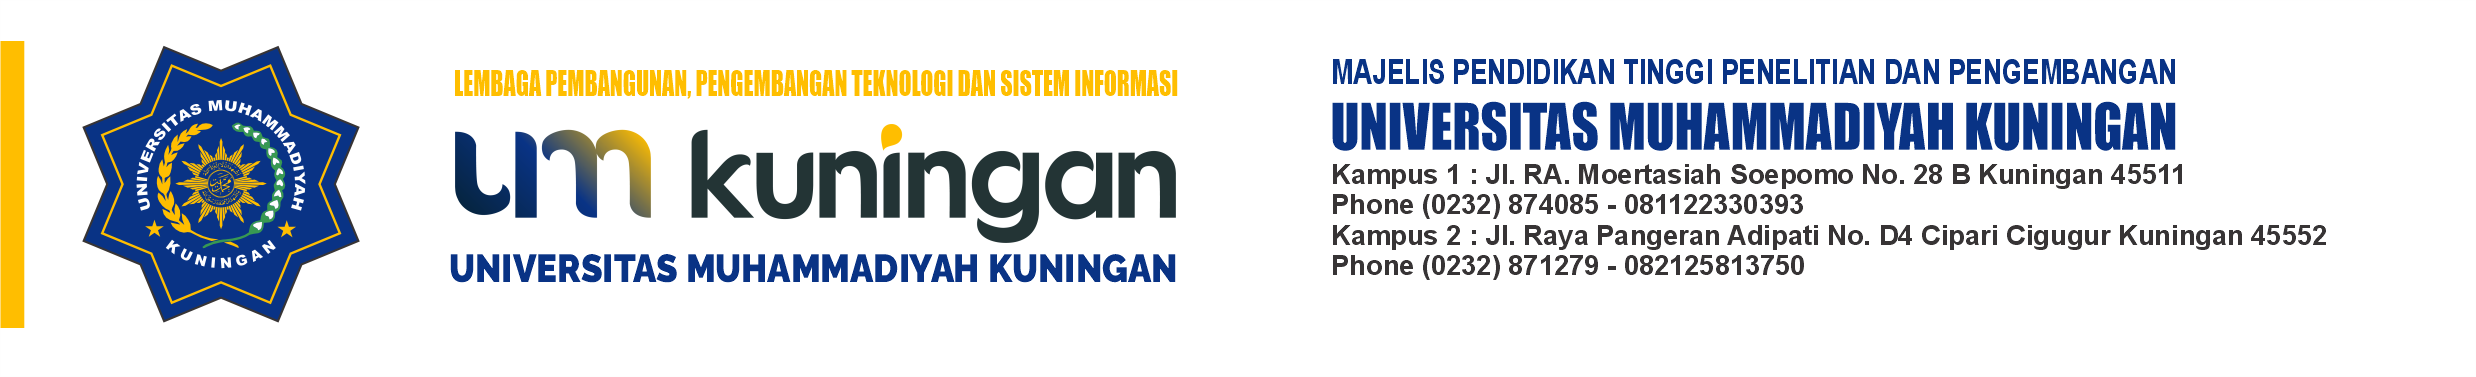 UNIVERSITAS MUHAMMADIYAH
KUNINGAN
LEMBAGA PEMBANGUNAN, PENGEMBANGAN TEKNOLOGI DAN SISTEM INFORMASI
um kuningan
UNIVERSITAS MUHAMMADIYAH KUNINGAN
MAJELIS PENDIDIKAN TINGGI PENELITIAN DAN PENGEMBANGAN
UNIVERSITAS MUHAMMADIYAH KUNINGAN
Kampus 1 : Jl. RA. Moertasiah Soepomo No. 28 B Kuningan 45511
Phone (0232) 874085 - 081122330393
Kampus 2 : Jl. Raya Pangeran Adipati No. D4 Cipari Cigugur Kuningan 45552
Phone (0232) 871279 - 082125813750